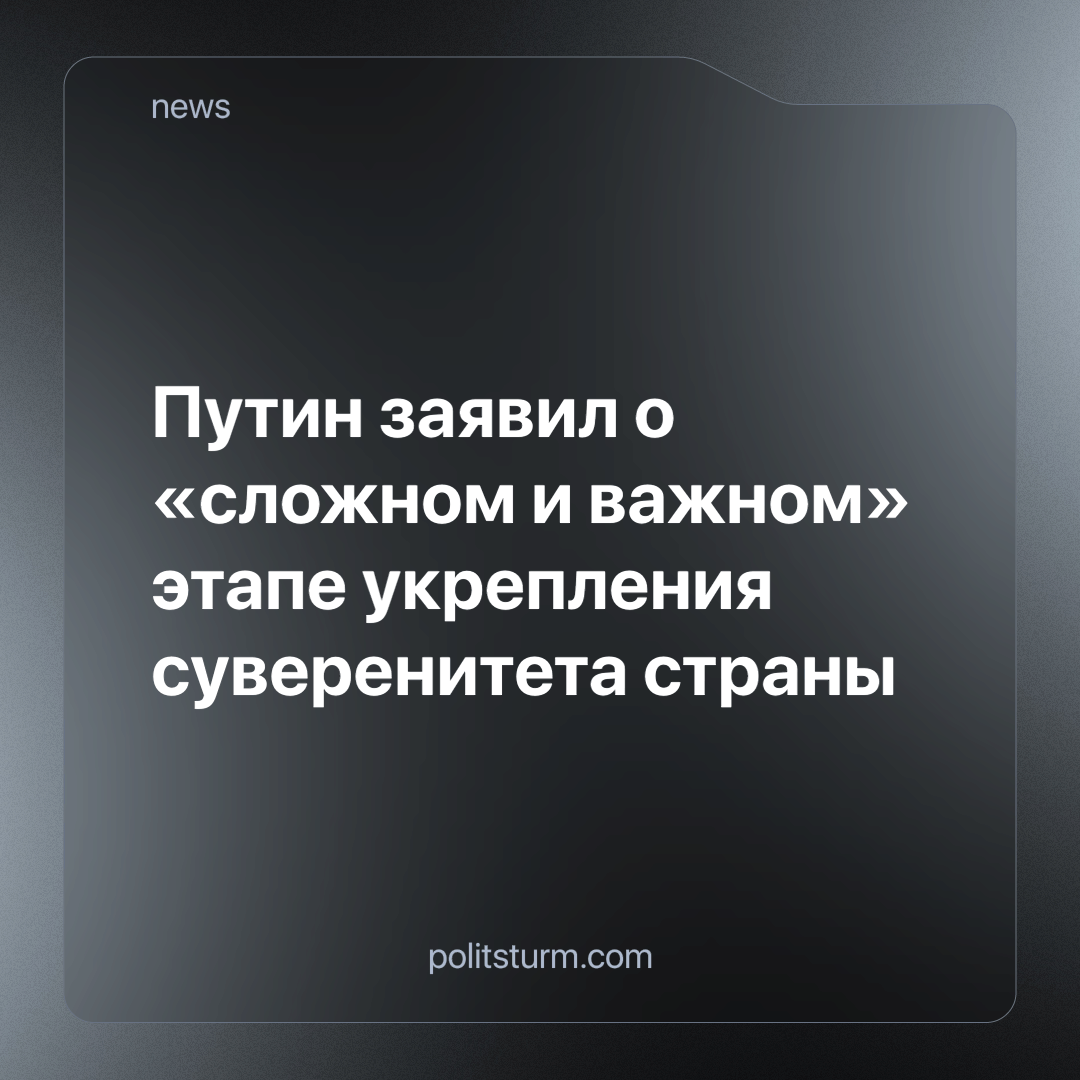 news
Путин заявил о
«сложном и важном»
этапе укрепления
суверенитета страны
politsturm.com